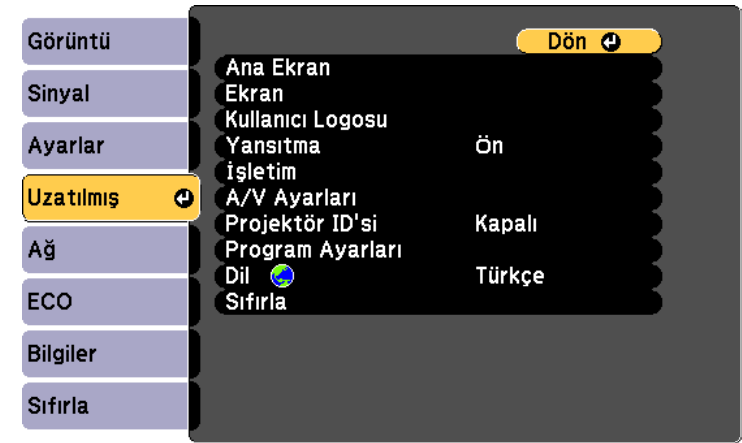 Görüntü
Sinyal
Ayarlar
Uzatılmış
Ağ
ECO
Bilgiler
Sıfırla
Dön
Ana Ekran
Ekran
Kullanıcı Logosu
Yansıtma Ön
İşletim
A/V Ayarları
Projektör ID'si Kapalı
Program Ayarları
Dil Türkçe
Sıfırla